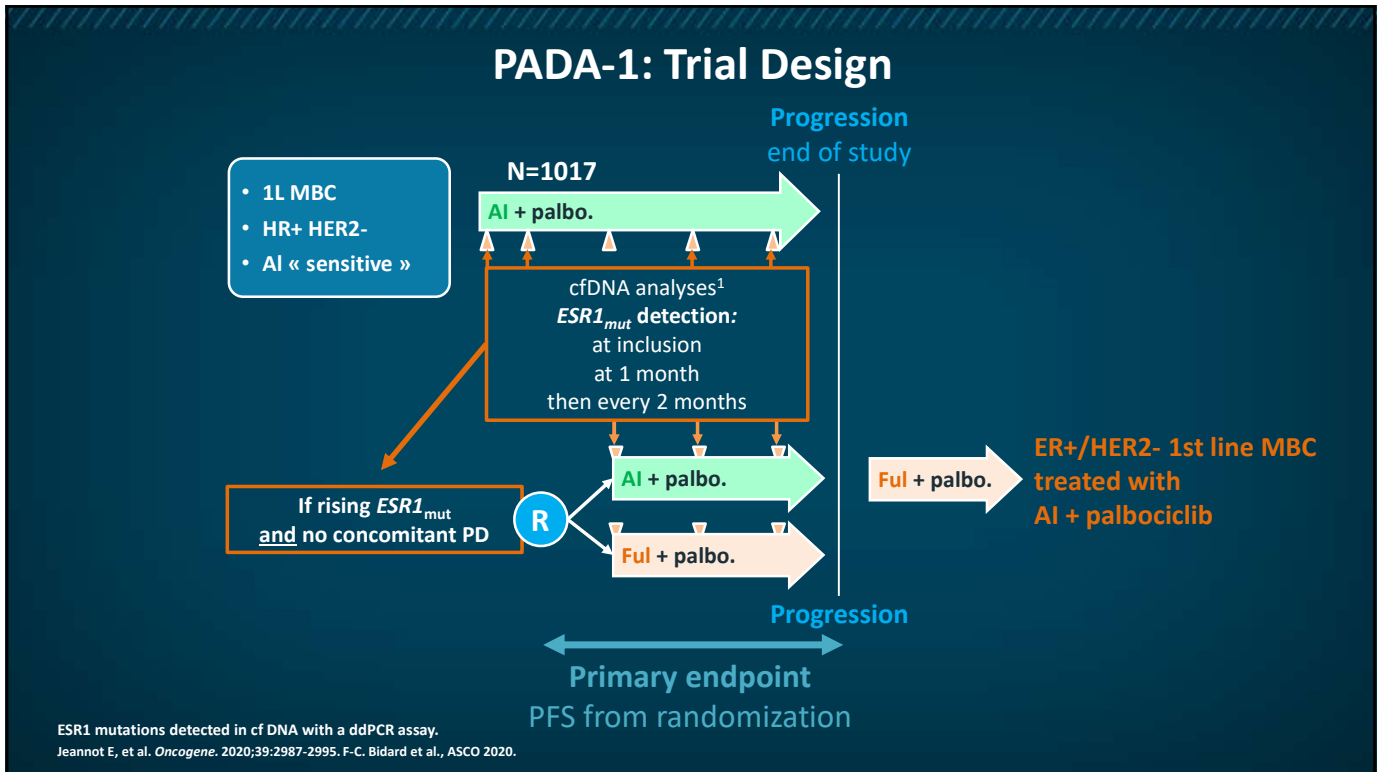 PADA-1: Trial Design
Progression
end of study
• 1L MBC
• HR+ HER2-
• AI « sensitive »
N=1017
AI + palbo.
cfDNA analyses1
ESR1mut detection:
at inclusion
at 1 month
then every 2 months
If rising ESR1mut
and no concomitant PD
R
AI + palbo.
Ful + palbo.
Ful + palbo.
ER+/HER2- 1st line MBC
treated with
AI + palbociclib
Progression
Primary endpoint
PFS from randomization
ESR1 mutations detected in cf DNA with a ddPCR assay.
Jeannot E, et al. Oncogene. 2020;39:2987-2995. F-C. Bidard et al., ASCO 2020.